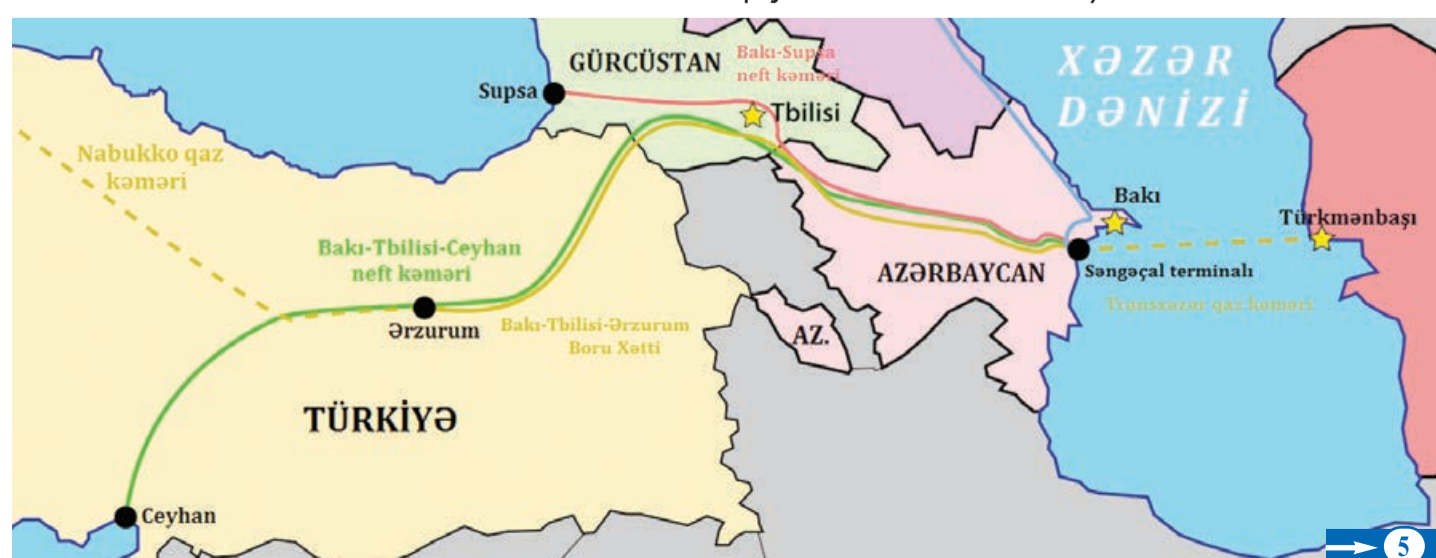 GÜRCÜSTAN
Bakı-Supsa
neft kəməri
XƏZƏR
DƏNİZİ
Supsa
Tbilisi
Nabukko qaz
kəməri
Bakı
Türkmənbaşı
Bakı-Tbilisi-Ceyhan
neft kəməri
AZƏRBAYCAN
Səngəçal terminalı
Transxəzər qaz kəməri
Ərzurum
Bakı-Tbilisi-Ərzurum
Boru Xətti
AZ.
TÜRKİYƏ
Ceyhan
5